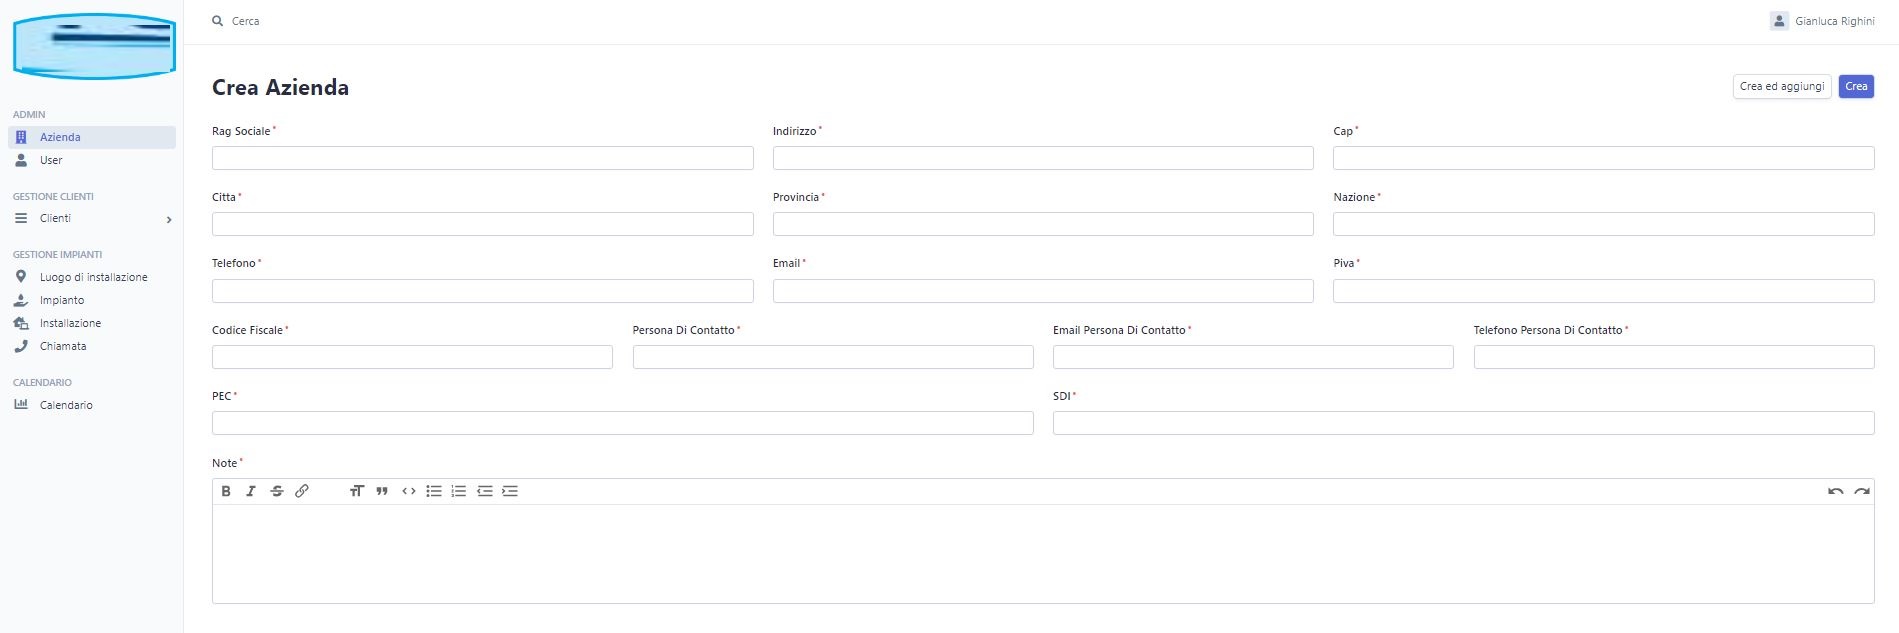 Cerca
Gianluca Righini
ADMIN
Azienda
User
GESTIONE CLIENTI
Clienti
GESTIONE IMPIANTI
Luogo di installazione
Impianto
Installazione
Chiamata
CALENDARIO
Calendario
Crea Azienda
Crea ed aggiungi
Crea
Rag Sociale*
Indirizzo*
Cap*
Citta*
Provincia*
Nazione*
Telefono*
Email*
Piva*
Codice Fiscale*
Persona Di Contatto*
Email Persona Di Contatto*
Telefono Persona Di Contatto*
PEC*
SDI*
Note*